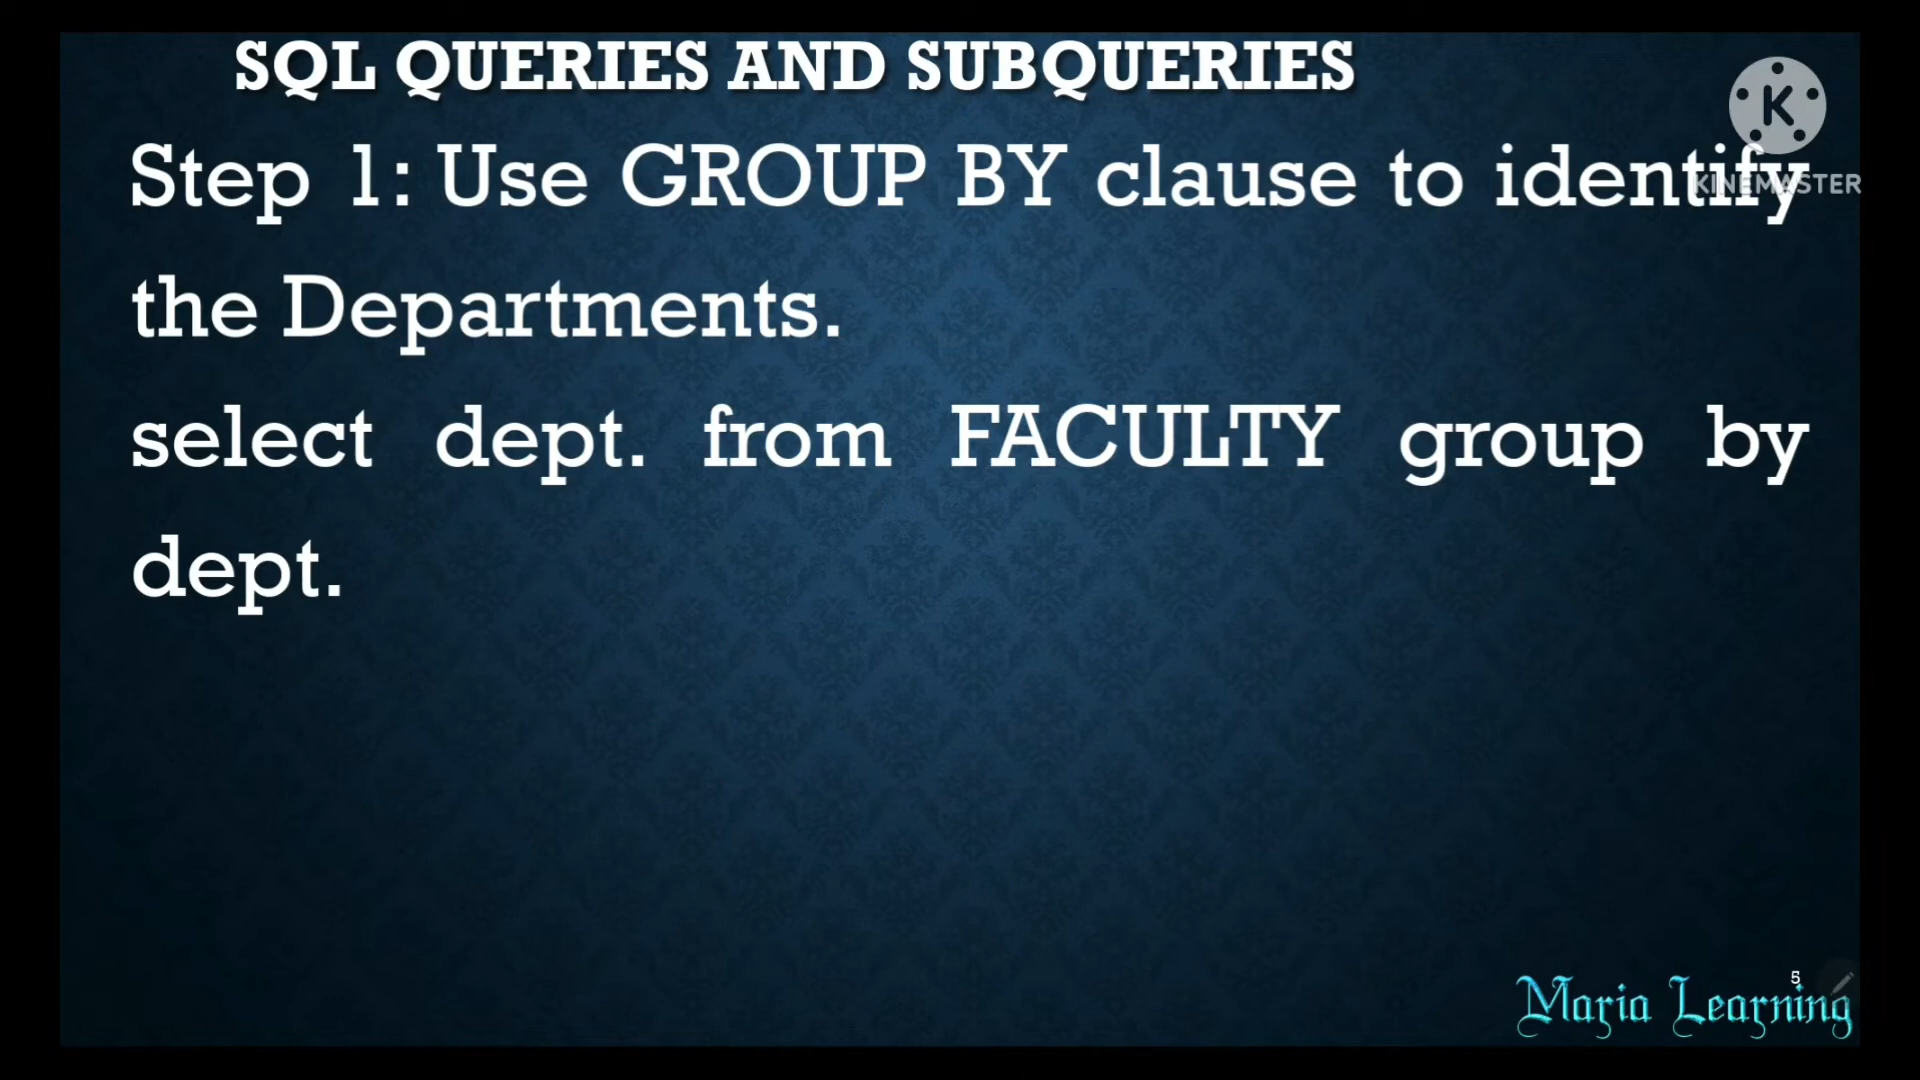 SQL QUERIES AND SUBQUERIES
Step 1: Use GROUP BY clause to identify
KINEMASTER
the Departments.
select dept. from FACULTY group by
dept.
5
Maria Learning